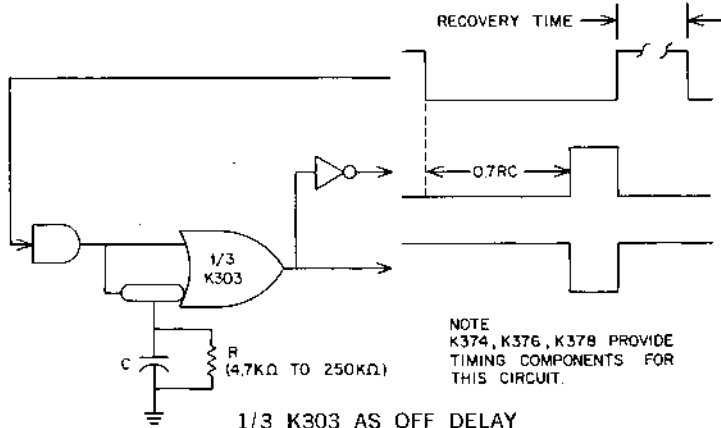 RECOVERY TIME
0.7RC
1/3
K303
C
R
(4.7KΩ TO 250KΩ)
NOTE
K374, K376, K378 PROVIDE
TIMING COMPONENTS FOR
THIS CIRCUIT.
1/3 K303 AS OFF DELAY